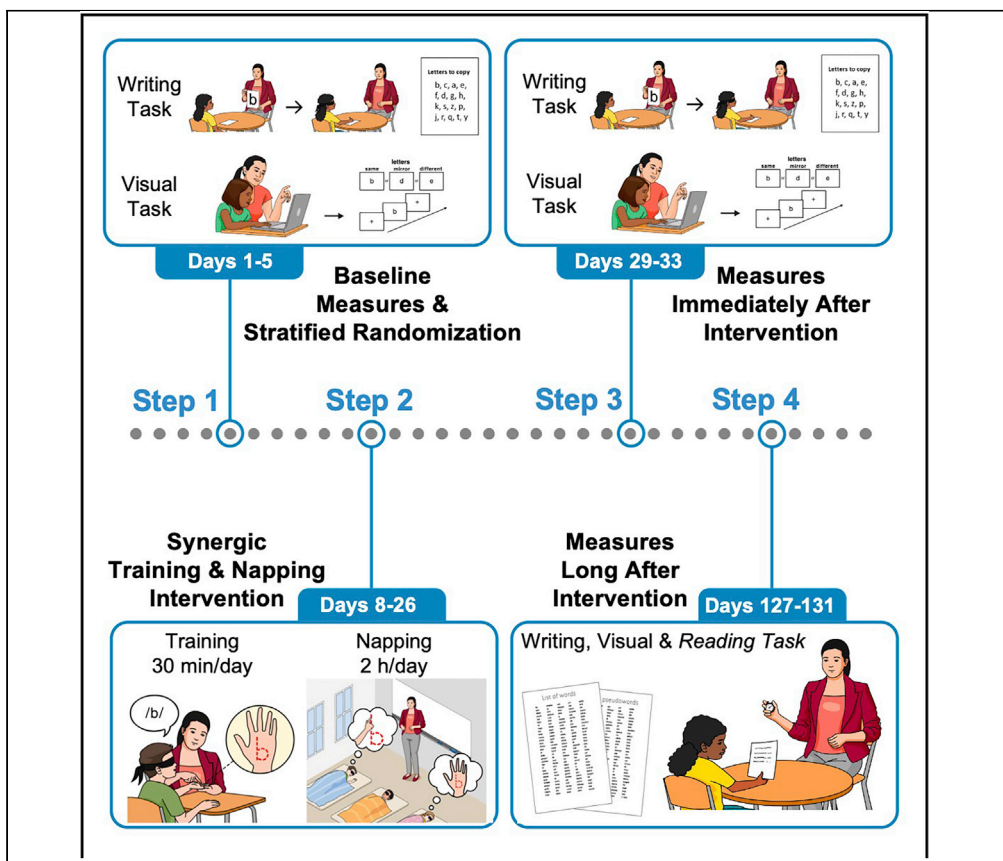 Writing
Task
b
Letters to copy
b, c, a, e,
f, d, g, h,
k, s, z, p,
j, r, q, t, y
Visual
Task
letters
same mirror different
b = d = e
+ b +
Days 1-5
Baseline
Measures &
Stratified Randomization
Writing
Task
b
Letters to copy
b, c, a, e,
f, d, g, h,
k, s, z, p,
j, r, q, t, y
Visual
Task
letters
same mirror different
b = d = e
+ b +
Days 29-33
Measures
Immediately After
Intervention
Step 1
Step 2
Step 3
Step 4
Synergic
Training & Napping
Intervention
Days 8-26
Training
30 min/day
/b/
b
Napping
2 h/day
b
b
Measures
Long After
Intervention
Days 127-131
Writing, Visual & Reading Task
List of words
pseudowords